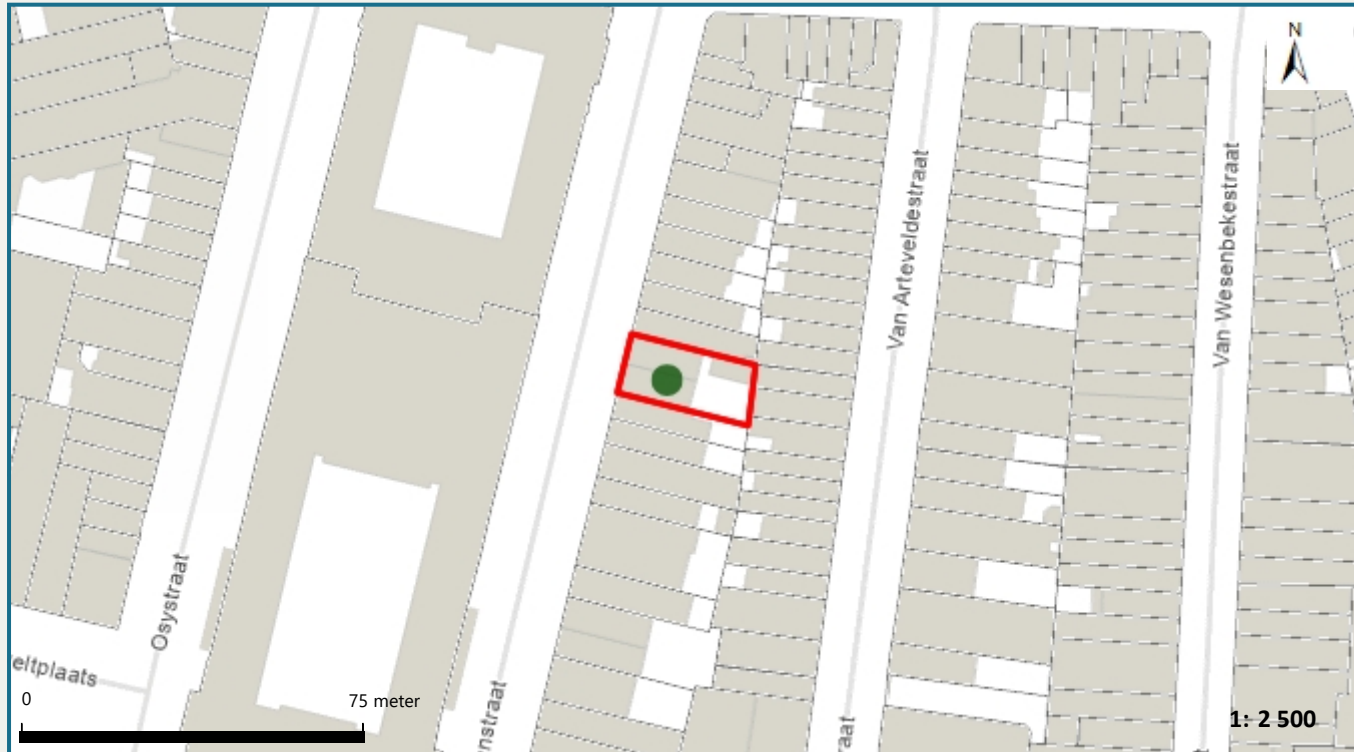 N
Van Arteveldestraat
Van Wesenbekestraat
Osystraat
eltplaats
nstraat
raat
0 75 meter
1: 2 500